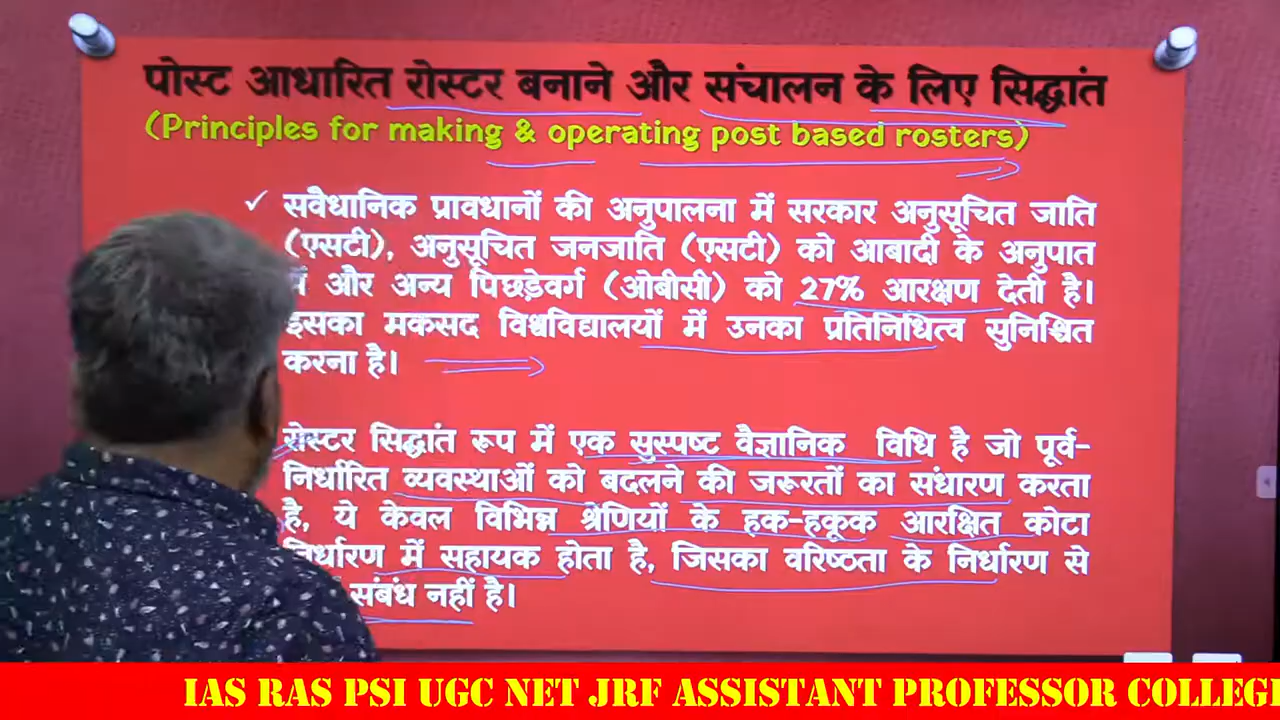 पोस्ट आधारित रोस्टर बनाने और संचालन के लिए सिद्धांत
(Principles for making & operating post based rosters)
✓ सवैधानिक प्रावधानों की अनुपालना में सरकार अनुसूचित जाति
(एसटी), अनुसूचित जनजाति (एसटी) को आबादी के अनुपात
और अन्य पिछड़ेवर्ग (ओबीसी) को 27% आरक्षण देती है।
इसका मकसद विश्वविद्यालयों में उनका प्रतिनिधित्व सुनिश्चित
करना है।
रोस्टर सिद्धांत रूप में एक सुस्पष्ट वैज्ञानिक विधि है जो पूर्व-
निर्धारित व्यवस्थाओं को बदलने की जरूरतों का संधारण करता
है, ये केवल विभिन्न श्रेणियों के हक-हकूक आरक्षित कोटा
निर्धारण में सहायक होता है, जिसका वरिष्ठता के निर्धारण से
संबंध नहीं है।
IAS RAS PSI UGC NET JRF ASSISTANT PROFESSOR